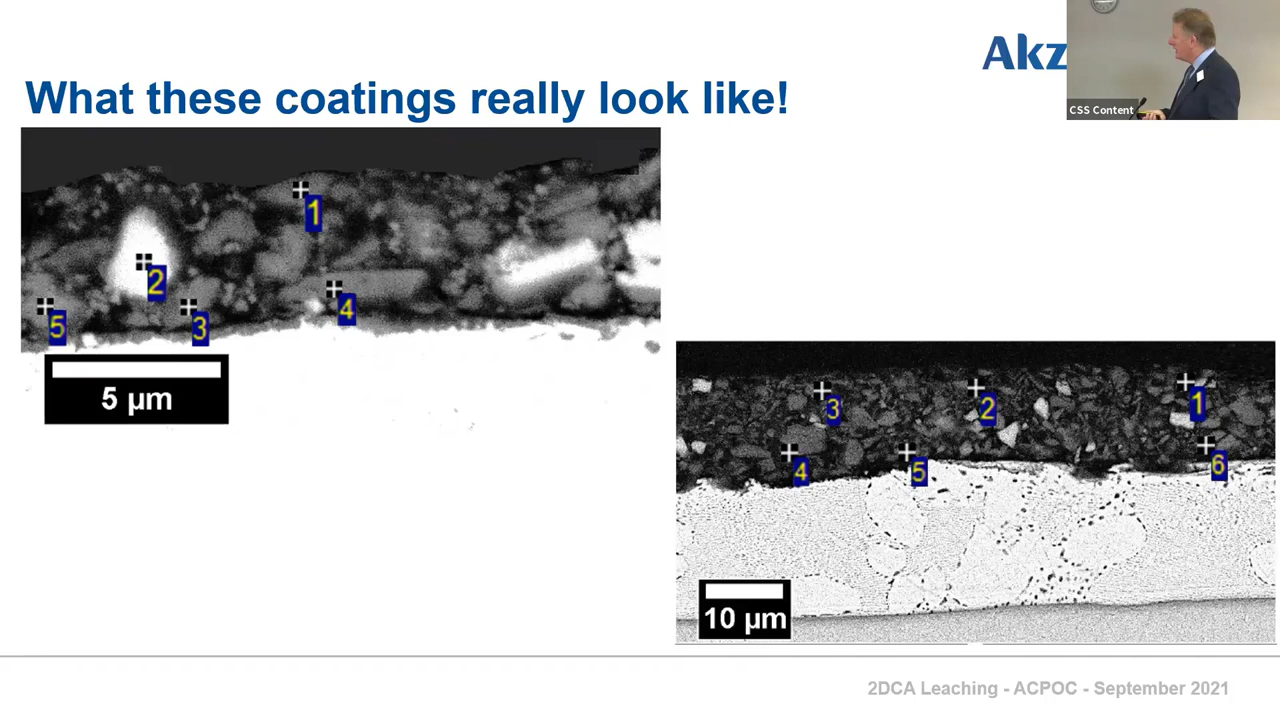 Akz
CSS Content
What these coatings really look like!
1
2
3
4
5
5 µm
1
2
3
4
5
6
10 µm
2DCA Leaching - ACPOC - September 2021